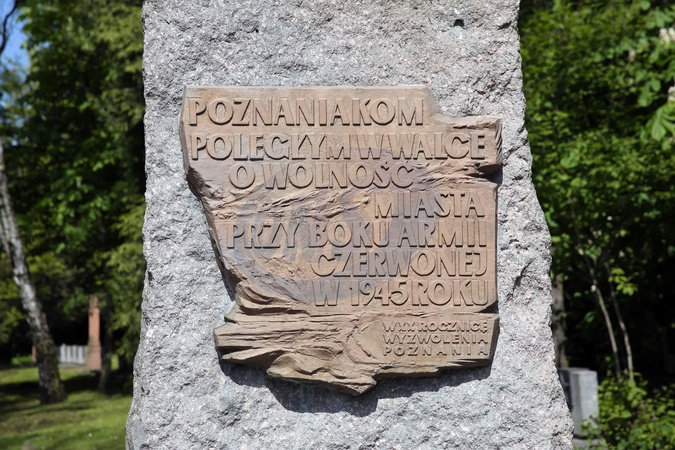 POZNANIAKOM
POLEGŁYM W WALCE
O WOLNOŚĆ
MIASTA
PRZY BOKU ARMII
CZERWONEJ
W 1945 ROKU
W XX ROCZNICĘ
WYZWOLENIA
POZNANIA